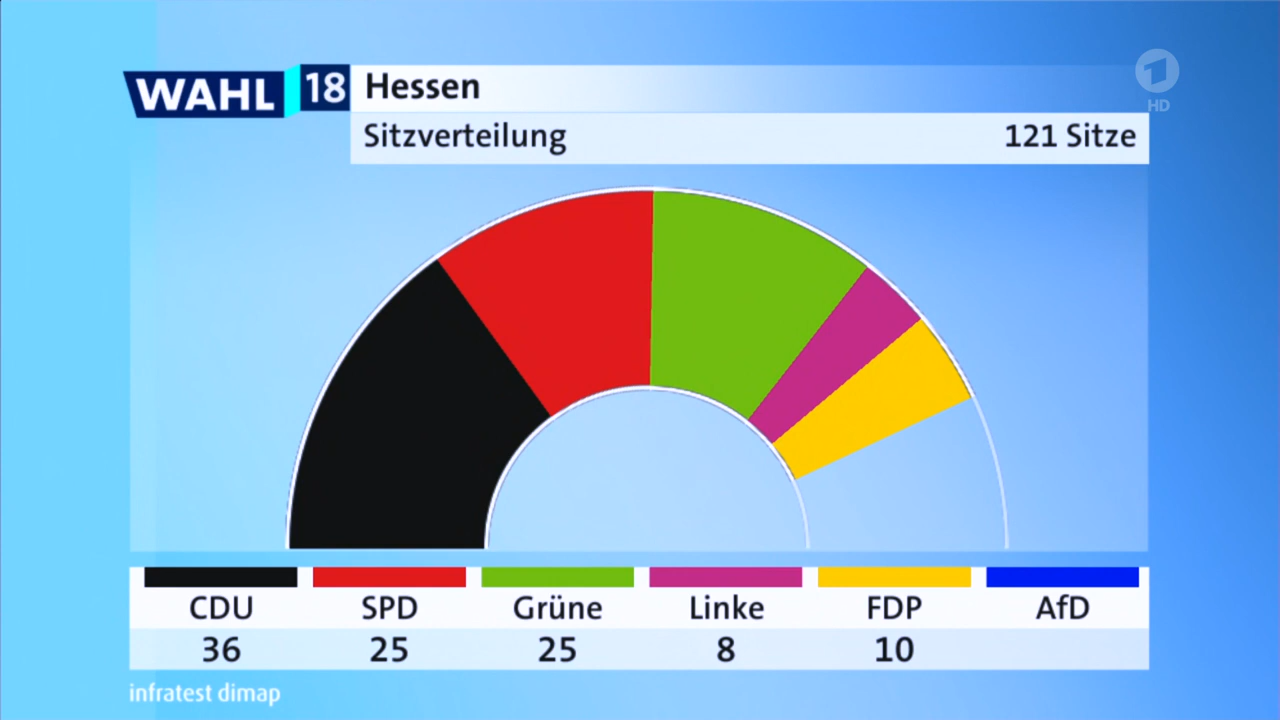 WAHL 18 Hessen
1
HD
Sitzverteilung 121 Sitze
CDU SPD Grüne Linke FDP AfD
36 25 25 8 10
infratest dimap